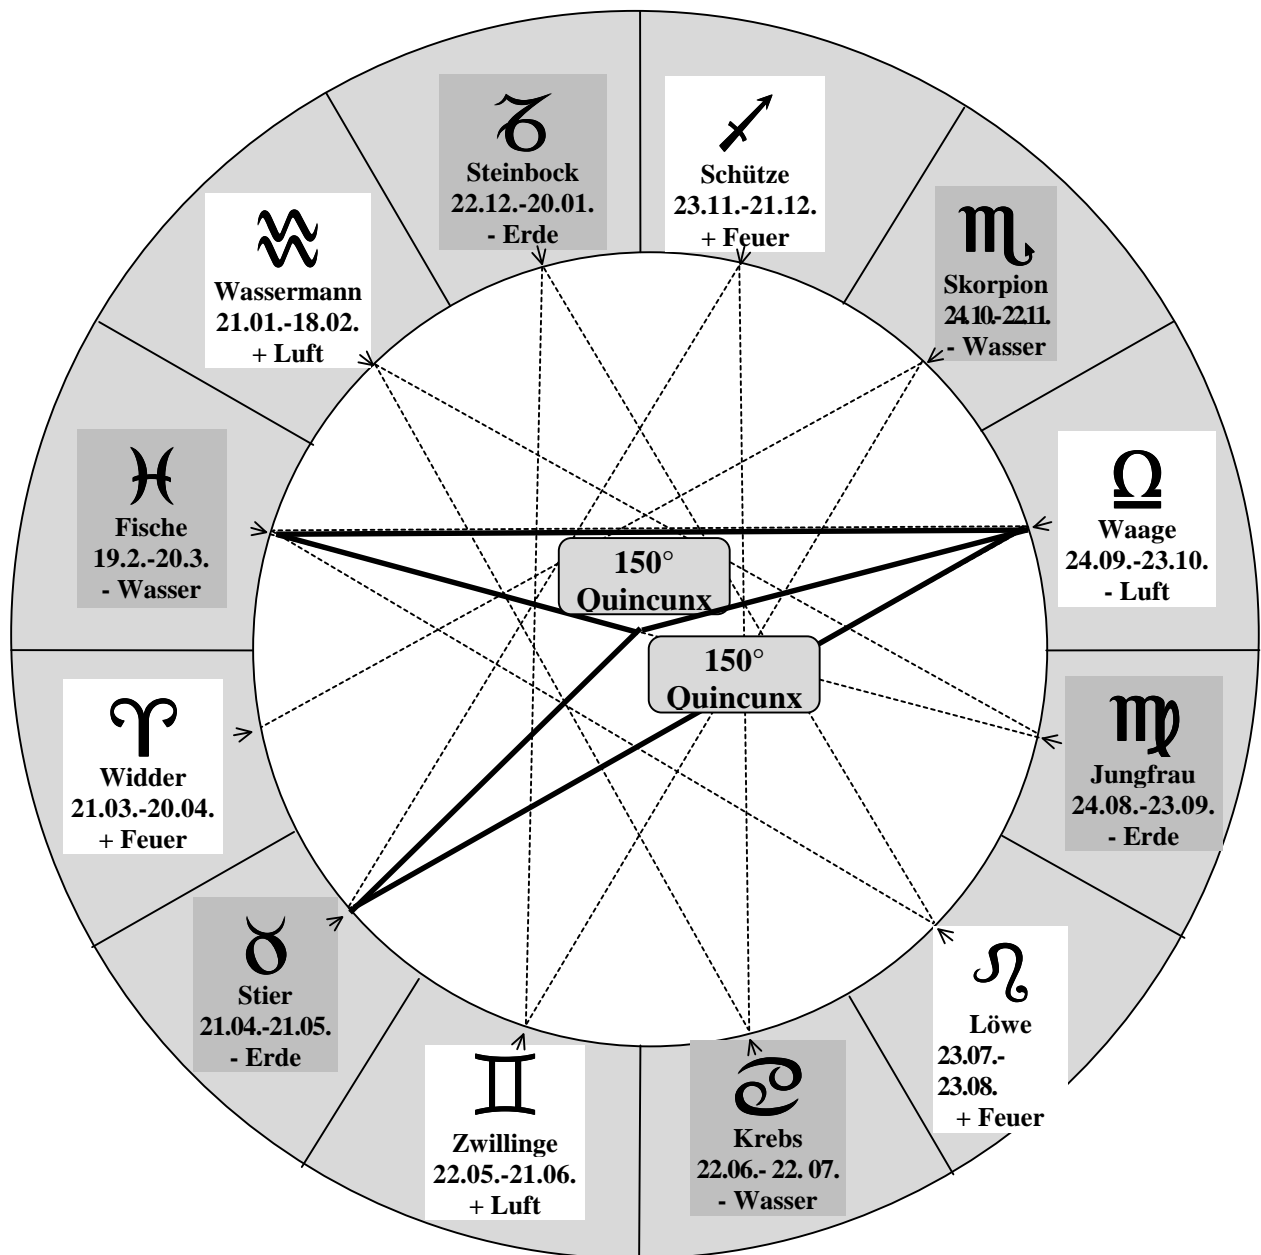 Steinbock
22.12.-20.01.
- Erde
Schütze
23.11.-21.12.
+ Feuer
Wassermann
21.01.-18.02.
+ Luft
Skorpion
24.10.-22.11.
- Wasser
Fische
19.2.-20.3.
- Wasser
Waage
24.09.-23.10.
- Luft
150°
Quincunx
150°
Quincunx
Widder
21.03.-20.04.
+ Feuer
Jungfrau
24.08.-23.09.
- Erde
Stier
21.04.-21.05.
- Erde
Löwe
23.07.-
23.08.
+ Feuer
Zwillinge
22.05.-21.06.
+ Luft
Krebs
22.06.- 22. 07.
- Wasser